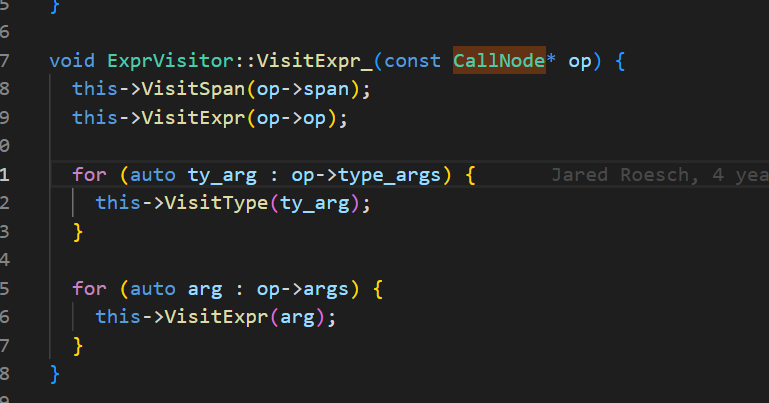 5 }
6
7 void ExprVisitor::VisitExpr_(const CallNode* op) {
8   this->VisitSpan(op->span);
9   this->VisitExpr(op->op);
0
1   for (auto ty_arg : op->type_args) {     Jared Roesch, 4 yea
2     this->VisitType(ty_arg);
3   }
4
5   for (auto arg : op->args) {
6     this->VisitExpr(arg);
7   }
8 }
9